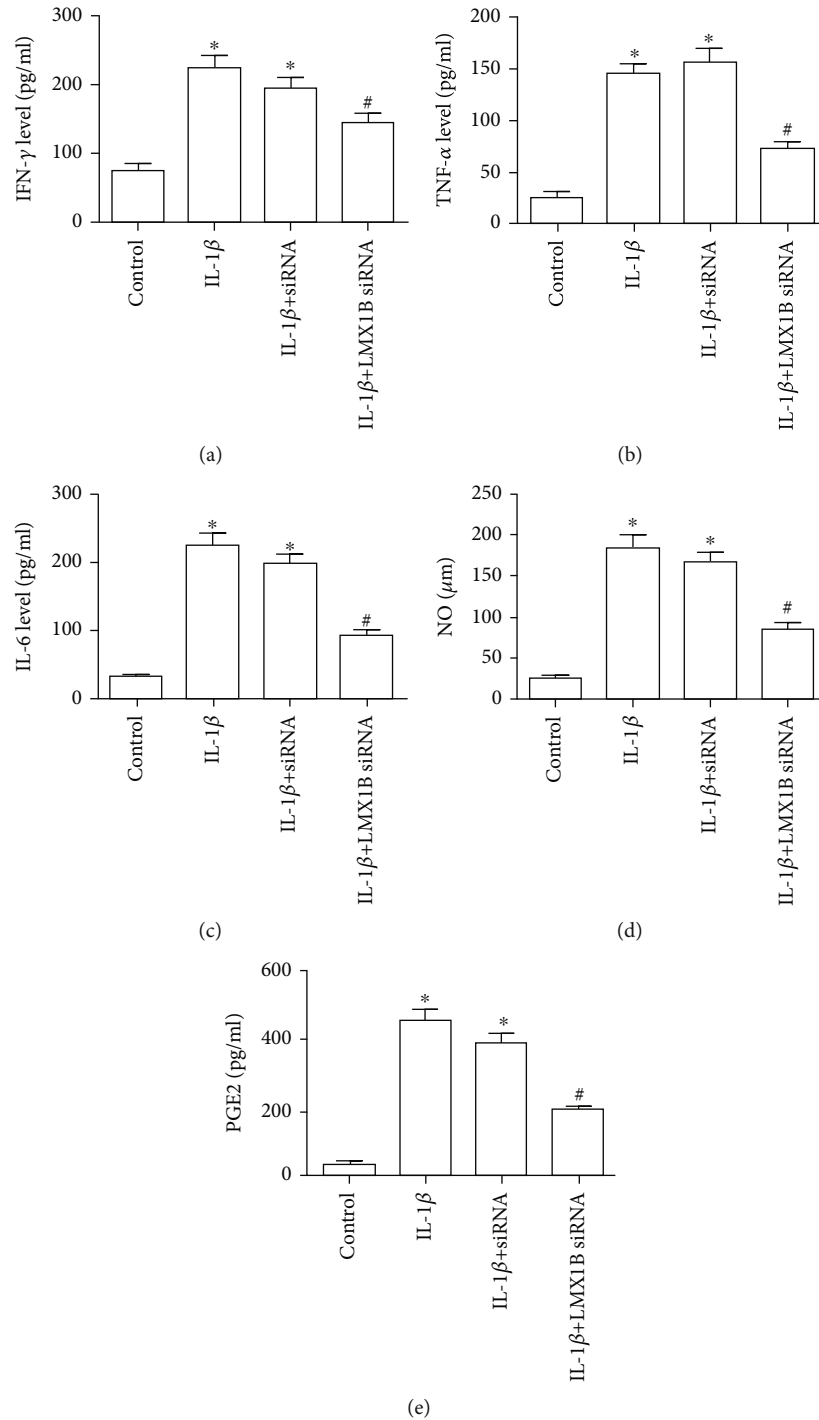 IFN-γ level (pg/ml)
300
200
100
0
*
*
#
Control
IL-1β
IL-1β+siRNA
IL-1β+LMX1B siRNA
(a)
TNF-α level (pg/ml)
200
150
100
50
0
*
*
#
Control
IL-1β
IL-1β+siRNA
IL-1β+LMX1B siRNA
(b)
IL-6 level (pg/ml)
300
200
100
0
*
*
#
Control
IL-1β
IL-1β+siRNA
IL-1β+LMX1B siRNA
(c)
NO (μm)
250
200
150
100
50
0
*
*
#
Control
IL-1β
IL-1β+siRNA
IL-1β+LMX1B siRNA
(d)
PGE2 (pg/ml)
600
400
200
0
*
*
#
Control
IL-1β
IL-1β+siRNA
IL-1β+LMX1B siRNA
(e)